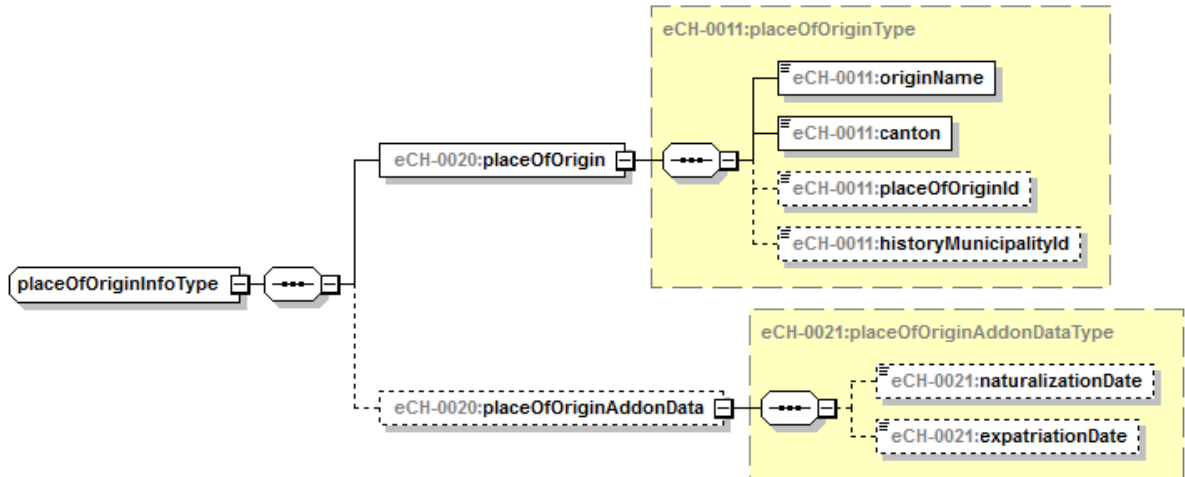 eCH-0011:placeOfOriginType
eCH-0011:originName
eCH-0011:canton
eCH-0020:placeOfOrigin
eCH-0011:placeOfOriginId
eCH-0011:historyMunicipalityId
placeOfOriginInfoType
eCH-0021:placeOfOriginAddonDataType
eCH-0021:naturalizationDate
eCH-0020:placeOfOriginAddonData
eCH-0021:expatriationDate